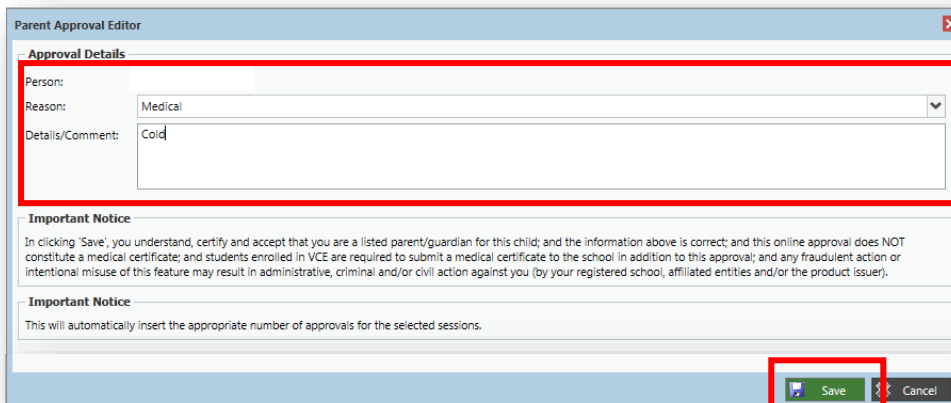 Parent Approval Editor
Approval Details
Person:
Reason: Medical
Details/Comment: Cold
Important Notice
In clicking 'Save', you understand, certify and accept that you are a listed parent/guardian for this child; and the information above is correct; and this online approval does NOT
constitute a medical certificate; and students enrolled in VCE are required to submit a medical certificate to the school in addition to this approval; and any fraudulent action or
intentional misuse of this feature may result in administrative, criminal and/or civil action against you (by your registered school, affiliated entities and/or the product issuer).
Important Notice
This will automatically insert the appropriate number of approvals for the selected sessions.
Save Cancel